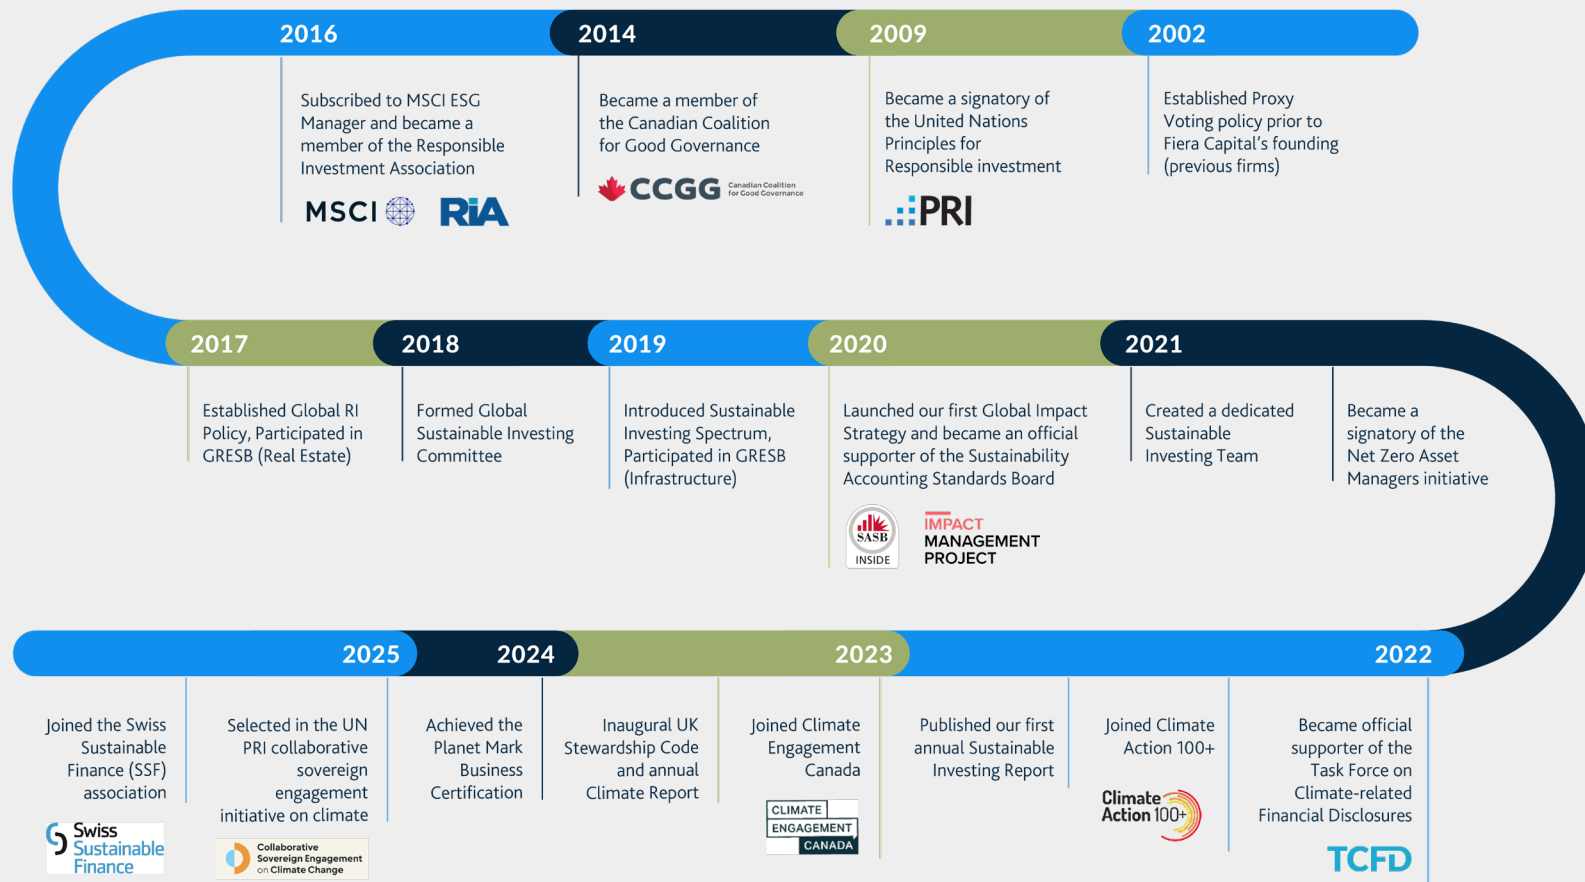 2016
Subscribed to MSCI ESG
Manager and became a
member of the Responsible
Investment Association
MSCI
RiA
2014
Became a member of
the Canadian Coalition
for Good Governance
CCGG
Canadian Coalition
for Good Governance
2009
Became a signatory of
the United Nations
Principles for
Responsible investment
PRI
2002
Established Proxy
Voting policy prior to
Fiera Capital's founding
(previous firms)
2017
Established Global RI
Policy, Participated in
GRESB (Real Estate)
2018
Formed Global
Sustainable Investing
Committee
2019
Introduced Sustainable
Investing Spectrum,
Participated in GRESB
(Infrastructure)
2020
Launched our first Global Impact
Strategy and became an official
supporter of the Sustainability
Accounting Standards Board
SASB
INSIDE
IMPACT
MANAGEMENT
PROJECT
2021
Created a dedicated
Sustainable
Investing Team
Became a
signatory of the
Net Zero Asset
Managers initiative
2025
Joined the Swiss
Sustainable
Finance (SSF)
association
Swiss
Sustainable
Finance
Selected in the UN
PRI collaborative
sovereign
engagement
initiative on climate
Collaborative
Sovereign Engagement
on Climate Change
2024
Achieved the
Planet Mark
Business
Certification
2023
Inaugural UK
Stewardship Code
and annual
Climate Report
Joined Climate
Engagement
Canada
CLIMATE
ENGAGEMENT
CANADA
2022
Published our first
annual Sustainable
Investing Report
Joined Climate
Action 100+
Climate
Action 100+
Became official
supporter of the
Task Force on
Climate-related
Financial Disclosures
TCFD